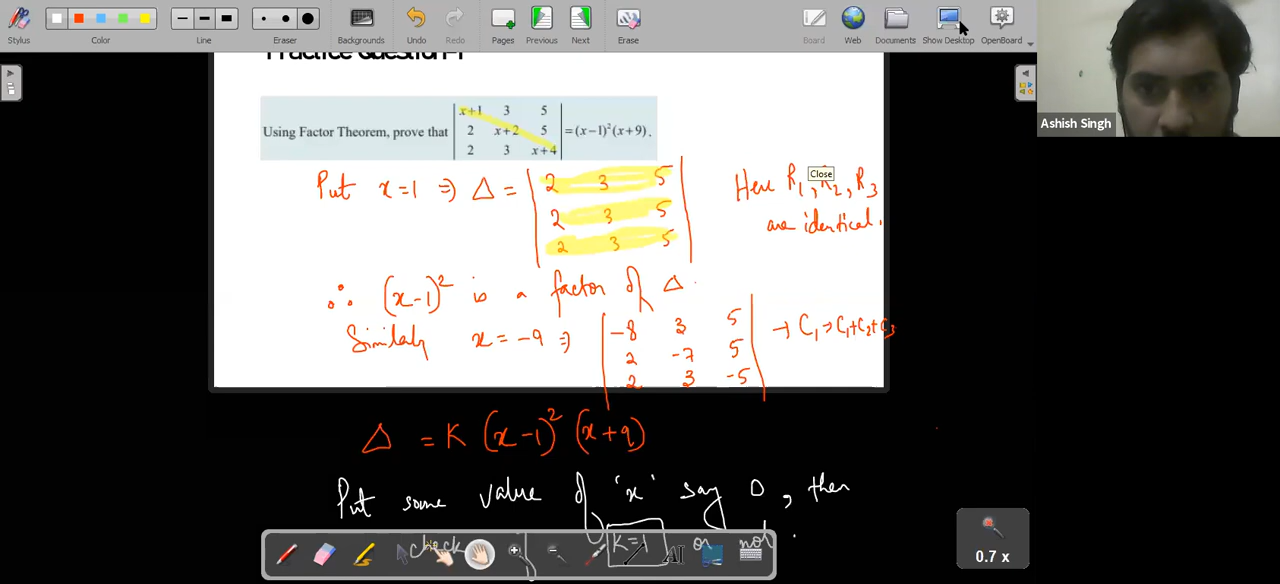 Stylus Color Line Eraser Backgrounds Undo Redo Pages Previous Next Erase Board Web Documents Show Desktop OpenBoard
Practice Question 1
Using Factor Theorem, prove that | x+1 3 5 | = (x−1)²(x+9).
| 2 x+2 5 |
| 2 3 x+4 |
Ashish Singh
Close
Put x=1 ⇒ Δ = | 2 3 5 | Here R₁, R₂, R₃
| 2 3 5 | are identical.
| 2 3 5 |
∴ (x-1)² is a factor of Δ.
Similarly x = -9 ⇒ | -8 3 5 | → C₁ → C₁+C₂+C₃
| 2 -7 5 |
| 2 3 -5 |
Δ = K (x-1)² (x+9)
Put some value of 'x' say 0, then
check K=1 or not.
0.7 x